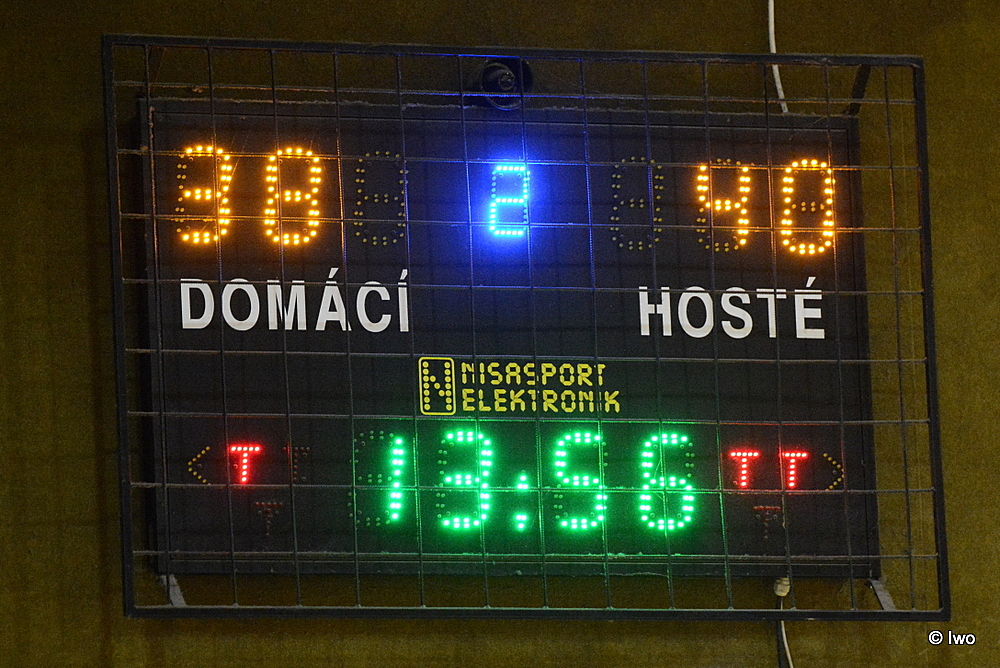 38 2 40
DOMÁCÍ HOSTÉ
N NISASPORT
ELEKTRONIK
T 13:56 TT
© Iwo